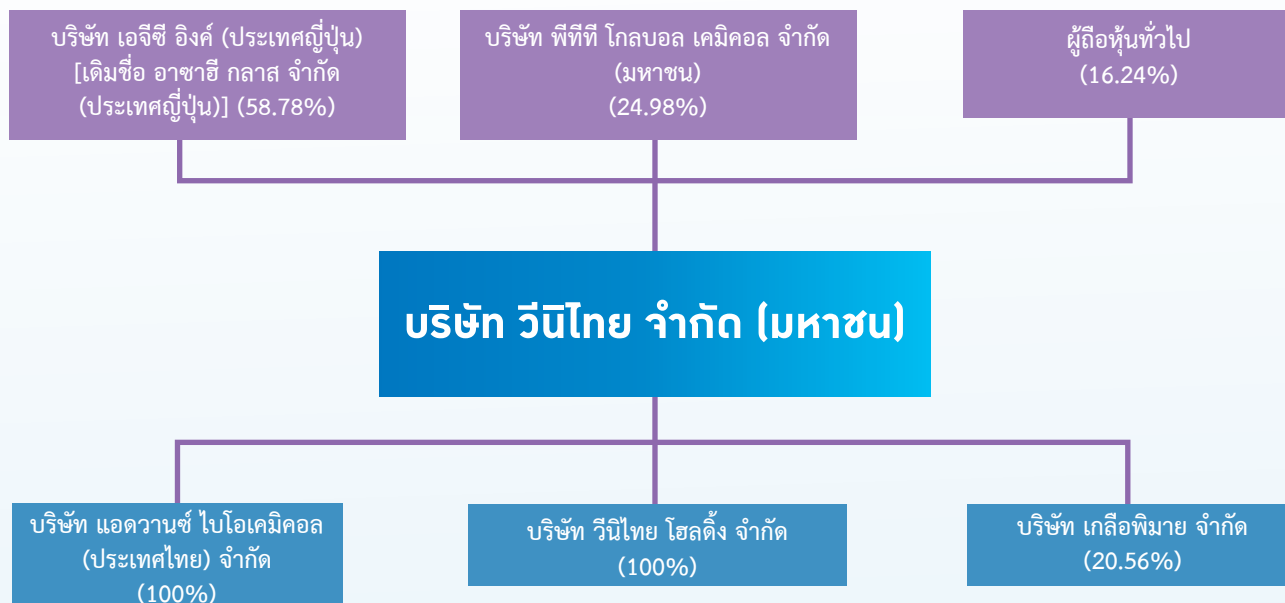 บริษัท เอจีซี อิงค์ (ประเทศญี่ปุ่น)
[เดิมชื่อ อาซาฮี กลาส จำกัด
(ประเทศญี่ปุ่น)] (58.78%)
บริษัท พีทีที โกลบอล เคมิคอล จำกัด
(มหาชน)
(24.98%)
ผู้ถือหุ้นทั่วไป
(16.24%)
บริษัท วีนิไทย จำกัด (มหาชน)
บริษัท แอดวานซ์ ไบโอเคมิคอล
(ประเทศไทย) จำกัด
(100%)
บริษัท วีนิไทย โฮลดิ้ง จำกัด
(100%)
บริษัท เกลือพิมาย จำกัด
(20.56%)